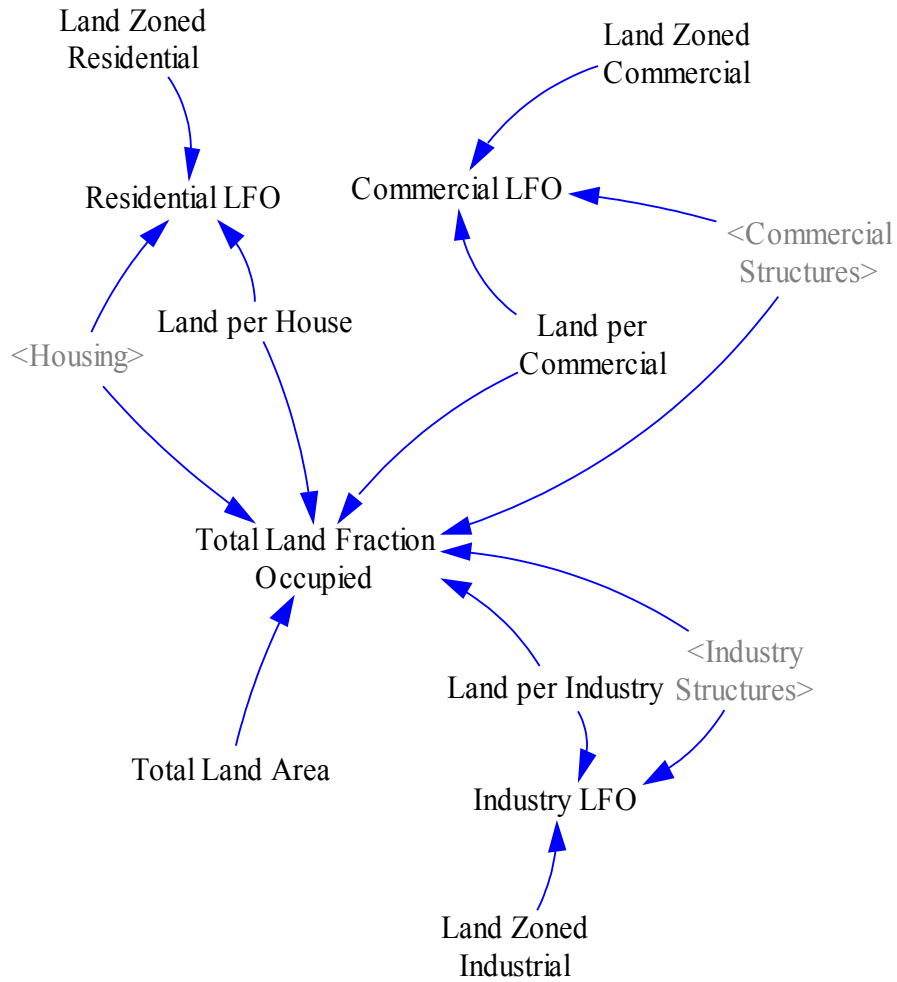 Land Zoned
Residential
Land Zoned
Commercial
Residential LFO
Commercial LFO
<Commercial
Structures>
Land per House
Land per
Commercial
<Housing>
Total Land Fraction
Occupied
<Industry
Structures>
Land per Industry
Total Land Area
Industry LFO
Land Zoned
Industrial